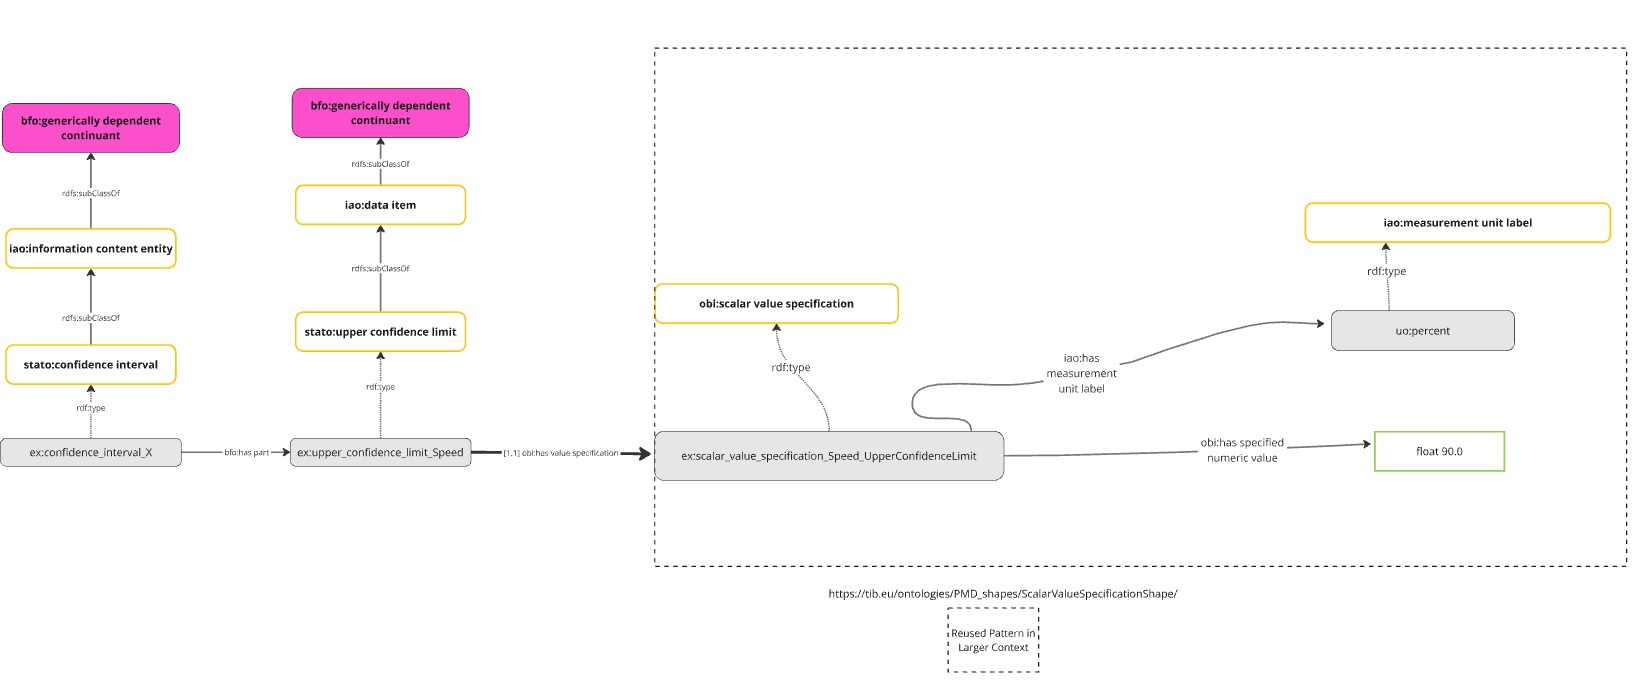 bfo:generically dependent
continuant
rdfs:subClassOf
iao:information content entity
rdfs:subClassOf
stato:confidence interval
rdf:type
ex:confidence_interval_X
bfo:has part
bfo:generically dependent
continuant
rdfs:subClassOf
iao:data item
rdfs:subClassOf
stato:upper confidence limit
rdf:type
ex:upper_confidence_limit_Speed
[1,1] obi:has value specification
obi:scalar value specification
rdf:type
ex:scalar_value_specification_Speed_UpperConfidenceLimit
iao:has
measurement
unit label
iao:measurement unit label
rdf:type
uo:percent
obi:has specified
numeric value
float 90.0
https://tib.eu/ontologies/PMD_shapes/ScalarValueSpecificationShape/
Reused Pattern in
Larger Context